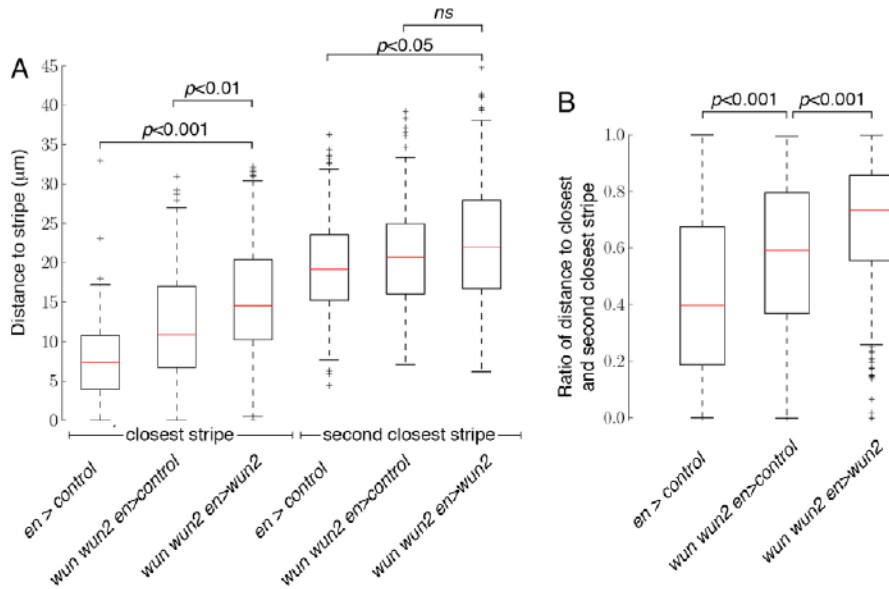 A
ns
p<0.05
p<0.01
p<0.001
Distance to stripe (μm)
45
40
35
30
25
20
15
10
5
0
closest stripe
second closest stripe
en > control
wun wun2 en>control
wun wun2 en>wun2
en > control
wun wun2 en>control
wun wun2 en>wun2
B
p<0.001
p<0.001
Ratio of distance to closest
and second closest stripe
1.0
0.8
0.6
0.4
0.2
0.0
en > control
wun wun2 en>control
wun wun2 en>wun2